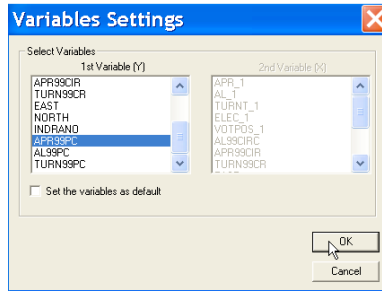 Variables Settings
Select Variables
1st Variable (Y)
2nd Variable (X)
APR99CIR
TURN99CR
EAST
NORTH
INDRANO
APR99PC
AL99PC
TURN99PC
APR_1
AL_1
TURNT_1
ELEC_1
VOTPOS_1
AL99CIRC
APR99CIR
TURN99CR
Set the variables as default
OK
Cancel